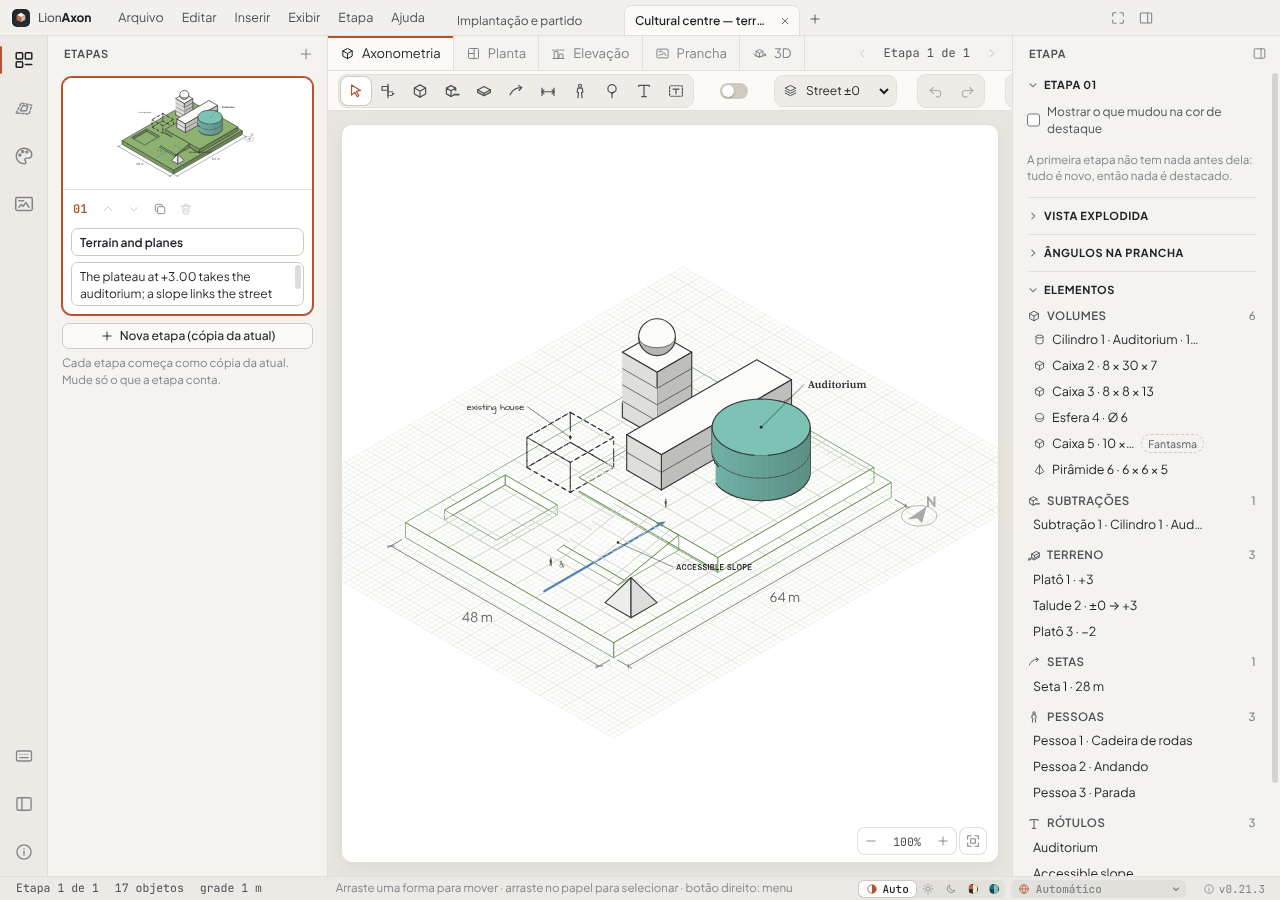 LionAxon
Arquivo
Editar
Inserir
Exibir
Etapa
Ajuda
Implantação e partido
Cultural centre — terr…
ETAPAS
01
Terrain and planes
The plateau at +3.00 takes the
auditorium; a slope links the street
Nova etapa (cópia da atual)
Cada etapa começa como cópia da atual.
Mude só o que a etapa conta.
Axonometria
Planta
Elevação
Prancha
3D
Etapa 1 de 1
Street ±0
existing house
Auditorium
N
ACCESSIBLE SLOPE
48 m
64 m
100%
ETAPA
ETAPA 01
Mostrar o que mudou na cor de
destaque
A primeira etapa não tem nada antes dela:
tudo é novo, então nada é destacado.
VISTA EXPLODIDA
ÂNGULOS NA PRANCHA
ELEMENTOS
VOLUMES 6
Cilindro 1 · Auditorium · 1…
Caixa 2 · 8 × 30 × 7
Caixa 3 · 8 × 8 × 13
Esfera 4 · Ø 6
Caixa 5 · 10 ×… Fantasma
Pirâmide 6 · 6 × 6 × 5
SUBTRAÇÕES 1
Subtração 1 · Cilindro 1 · Aud…
TERRENO 3
Platô 1 · +3
Talude 2 · ±0 → +3
Platô 3 · −2
SETAS 1
Seta 1 · 28 m
PESSOAS 3
Pessoa 1 · Cadeira de rodas
Pessoa 2 · Andando
Pessoa 3 · Parada
RÓTULOS 3
Auditorium
Accessible slope
Etapa 1 de 1
17 objetos
grade 1 m
Arraste uma forma para mover · arraste no papel para selecionar · botão direito: menu
Auto
Automático
v0.21.3